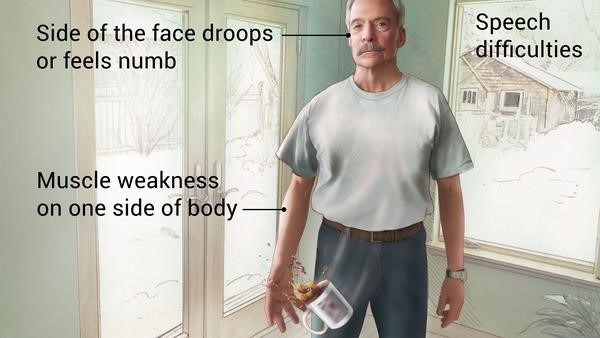 Side of the face droops
or feels numb
Speech
difficulties
Muscle weakness
on one side of body